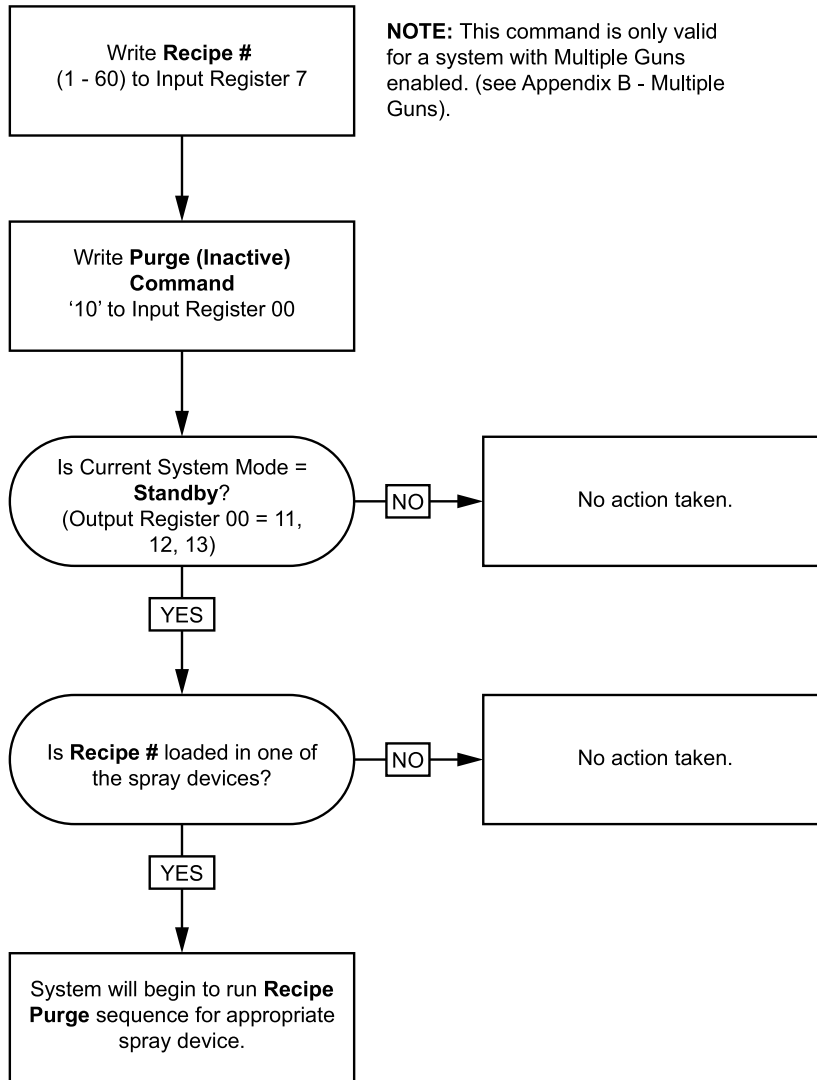 Write Recipe #
(1 - 60) to Input Register 7
NOTE: This command is only valid
for a system with Multiple Guns
enabled. (see Appendix B - Multiple
Guns).
Write Purge (Inactive)
Command
‘10’ to Input Register 00
Is Current System Mode =
Standby?
(Output Register 00 = 11,
12, 13)
NO
No action taken.
YES
Is Recipe # loaded in one of
the spray devices?
NO
No action taken.
YES
System will begin to run Recipe
Purge sequence for appropriate
spray device.